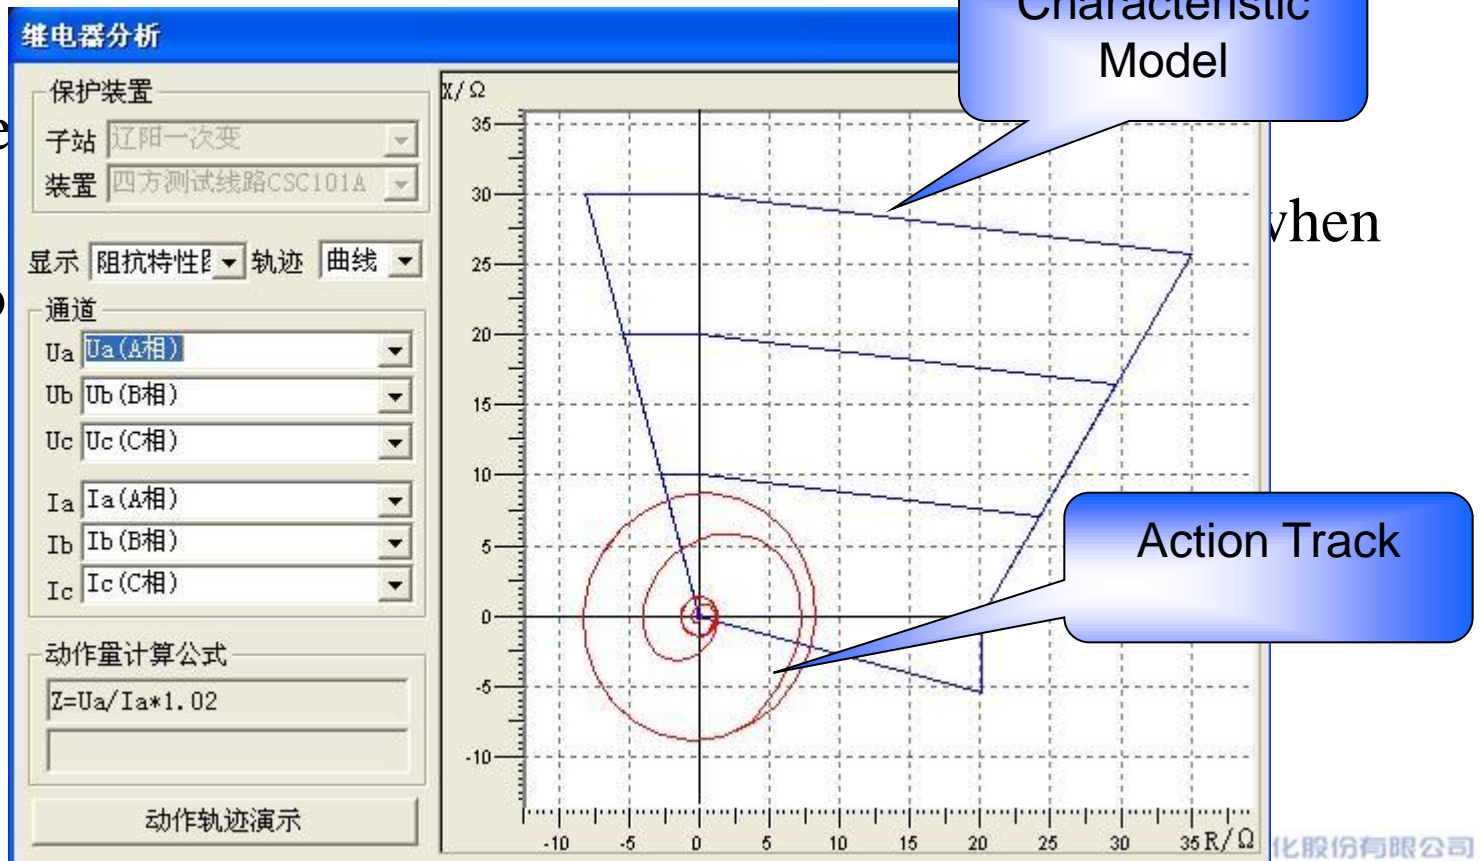 Characteristic
Model
继电器分析
保护装置
子站 辽阳一次变
装置 四方测试线路CSC101A
显示 阻抗特性图 轨迹 曲线
通道
Ua Ua(A相)
Ub Ub(B相)
Uc Uc(C相)
Ia Ia(A相)
Ib Ib(B相)
Ic Ic(C相)
动作量计算公式
Z=Ua/Ia*1.02
动作轨迹演示
X/Ω
35
30
25
20
15
10
5
0
-5
-10
-10 -5 0 5 10 15 20 25 30 35 R/Ω
Action Track
when
化股份有限公司